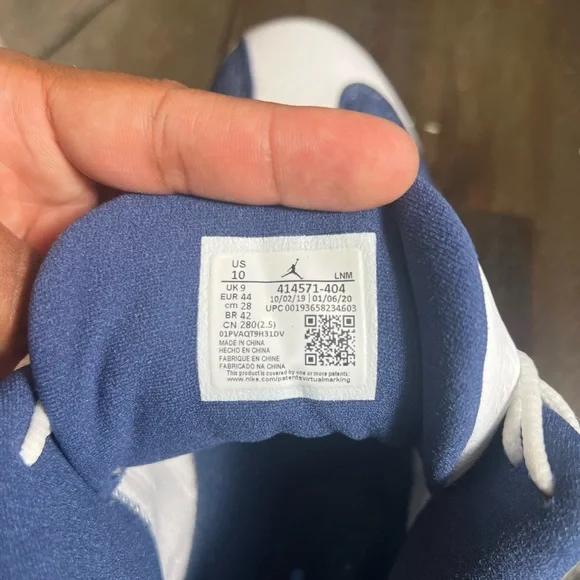 US
10
LNM
UK 9
414571-404
EUR 44
10/02/19 | 01/06/20
cm 28
UPC 00193658234603
BR 42
CN 280(2.5)
01PVAQT9H31DV
MADE IN CHINA
HECHO EN CHINA
FABRIQUE EN CHINE
FABRICADO NA CHINA
This product is covered by one or more patents:
www.nike.com/patentsvirtualmarking